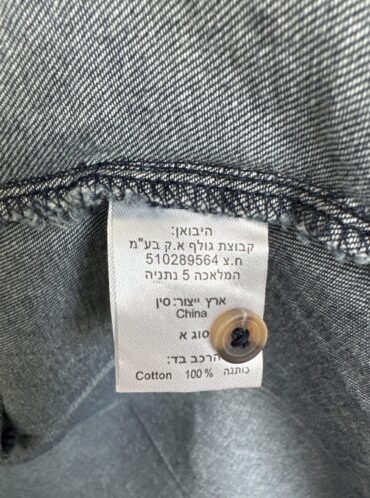 היבואן:
קבוצת גולף א.ק בע"מ
ח.צ 510289564
המלאכה 5 נתניה
ארץ ייצור: סין
China
סוג א
הרכב בד:
כותנה 100% Cotton